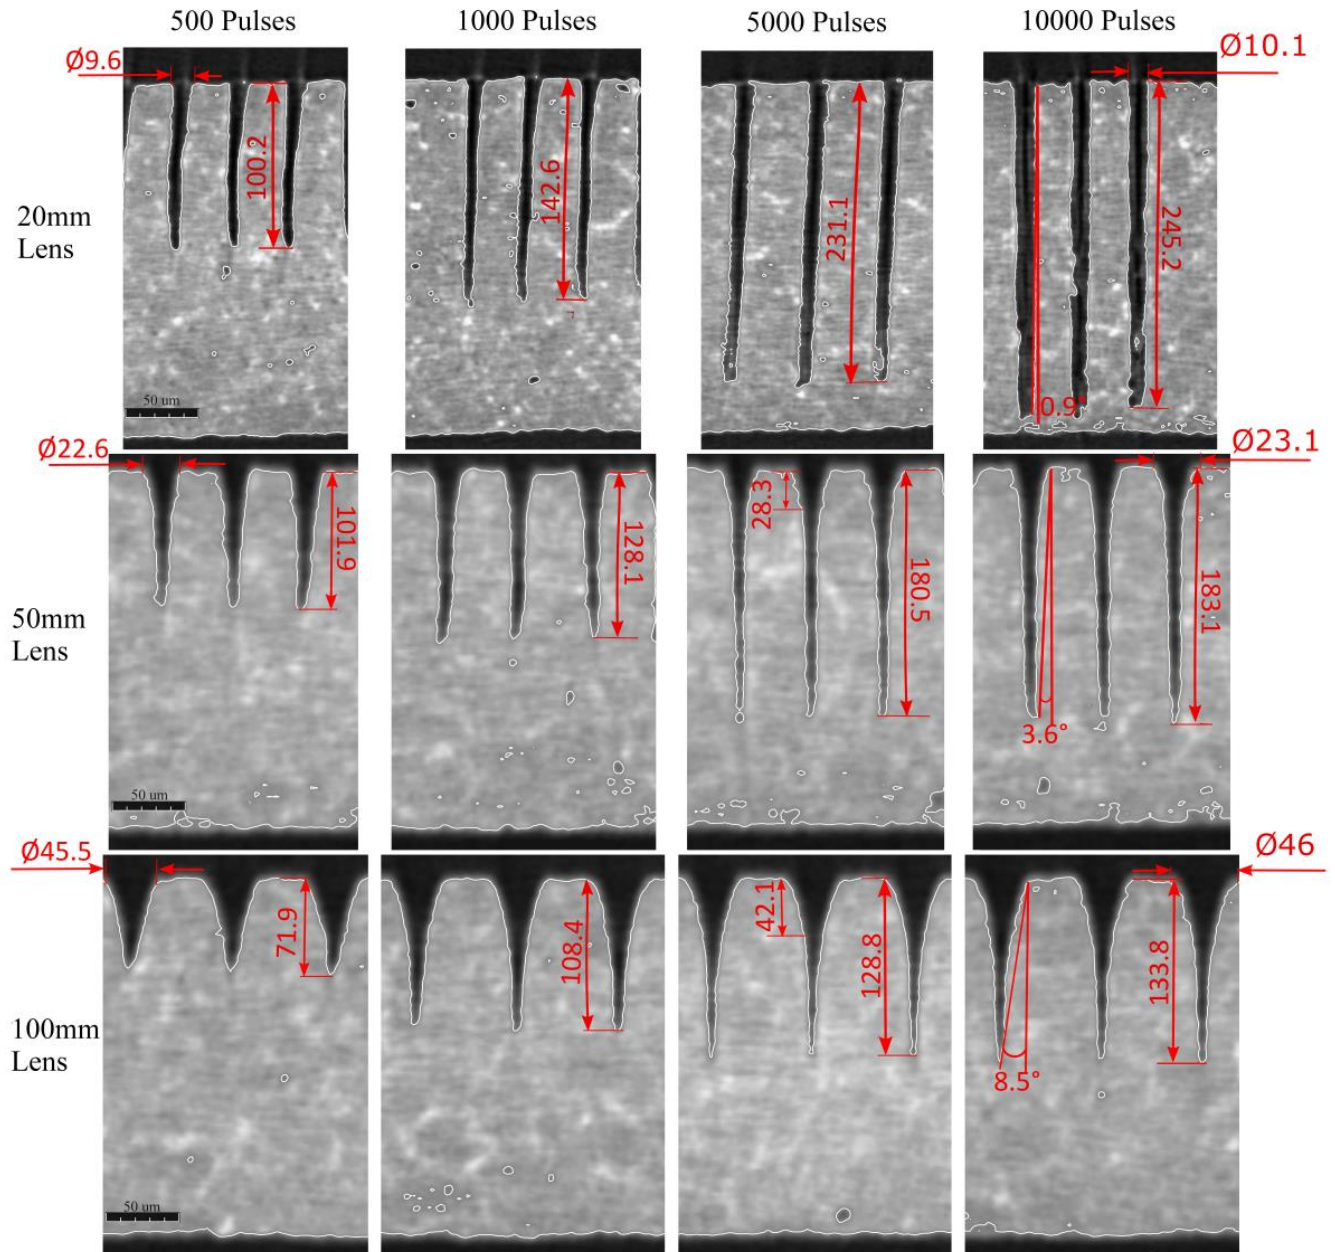 500 Pulses
1000 Pulses
5000 Pulses
10000 Pulses
Ø9.6
Ø10.1
20mm
Lens
100.2
142.6
231.1
245.2
0.9°
50 um
Ø22.6
Ø23.1
50mm
Lens
101.9
128.1
28.3
180.5
183.1
3.6°
50 um
Ø45.5
Ø46
100mm
Lens
71.9
108.4
42.1
128.8
133.8
8.5°
50 um